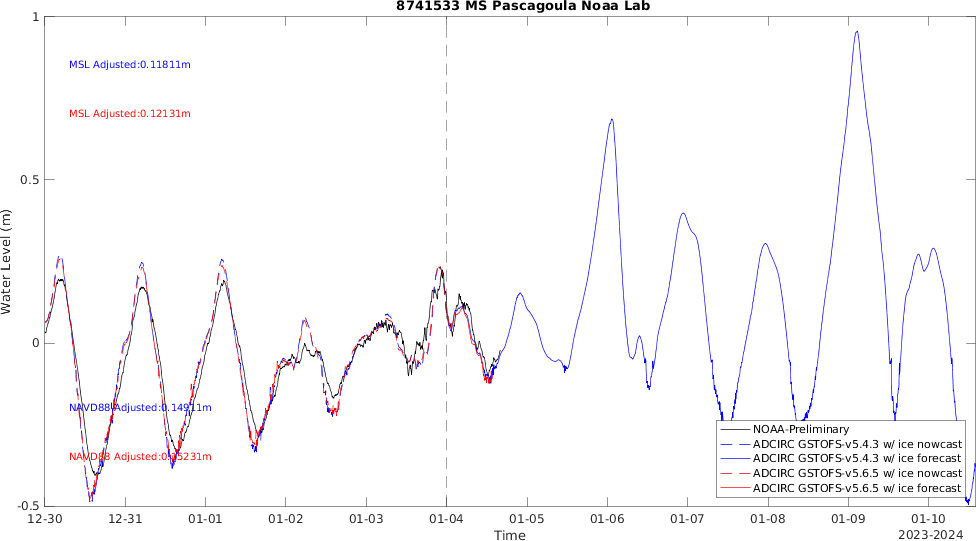 8741533 MS Pascagoula Noaa Lab
1
MSL Adjusted:0.11811m
MSL Adjusted:0.12131m
0.5
Water Level (m)
0
NAVD88 Adjusted:0.14911m
NAVD88 Adjusted:0.15231m
NOAA-Preliminary
ADCIRC GSTOFS-v5.4.3 w/ ice nowcast
ADCIRC GSTOFS-v5.4.3 w/ ice forecast
ADCIRC GSTOFS-v5.6.5 w/ ice nowcast
ADCIRC GSTOFS-v5.6.5 w/ ice forecast
-0.5
12-30 12-31 01-01 01-02 01-03 01-04 01-05 01-06 01-07 01-08 01-09 01-10
2023-2024
Time